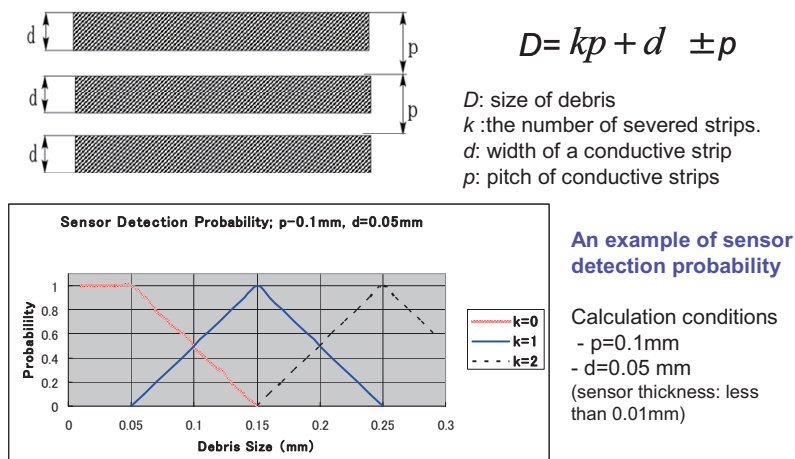 d
d
d
p
p
D= kp + d ±p
D: size of debris
k :the number of severed strips.
d: width of a conductive strip
p: pitch of conductive strips
Sensor Detection Probability; p-0.1mm, d=0.05mm
Probabillity
1
0.8
0.6
0.4
0.2
0
0 0.05 0.1 0.15 0.2 0.25 0.3
Debris Size (mm)
k=0
k=1
k=2
An example of sensor
detection probability
Calculation conditions
- p=0.1mm
- d=0.05 mm
(sensor thickness: less
than 0.01mm)